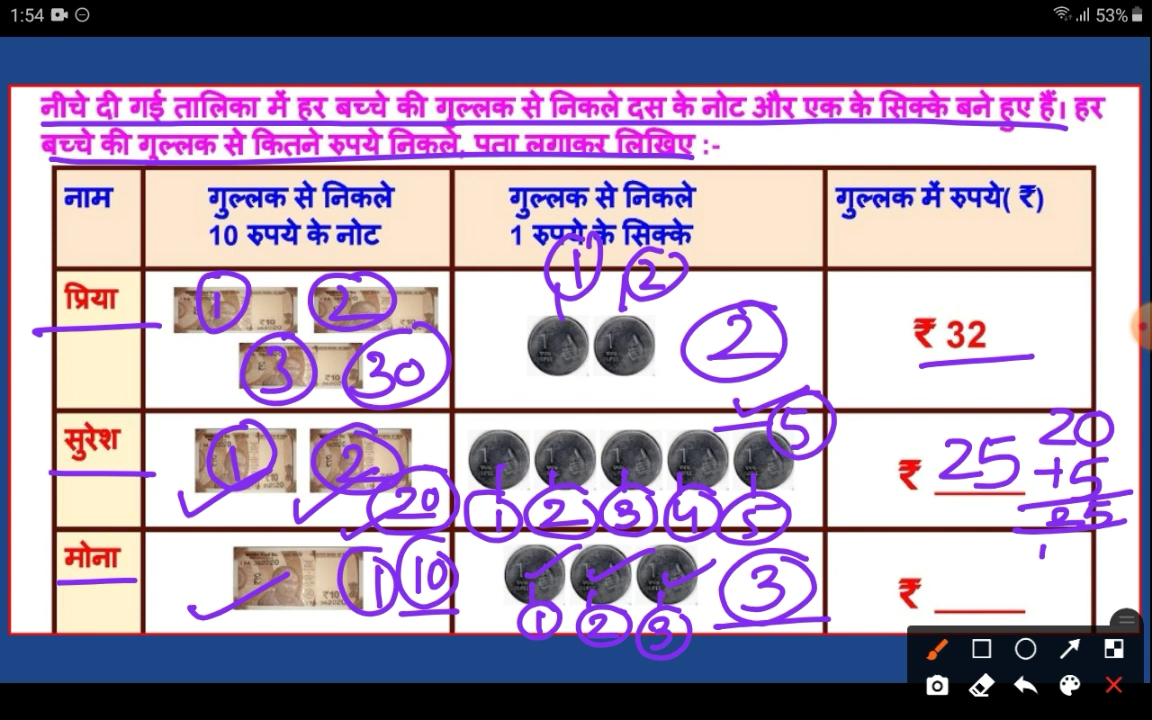 1:54 53%
नीचे दी गई तालिका में हर बच्चे की गुल्लक से निकले दस के नोट और एक के सिक्के बने हुए हैं। हर
बच्चे की गुल्लक से कितने रुपये निकले, पता लगाकर लिखिए :-
नाम गुल्लक से निकले गुल्लक से निकले गुल्लक में रुपये( ₹)
10 रुपये के नोट 1 रुपये के सिक्के
1 2
प्रिया 1 2
3 30 2 ₹ 32
5
सुरेश 1 2 ₹ 25 20
+5
25
20 1 2 3 4 5
मोना 1 10 3 ₹ ______
1 2 3